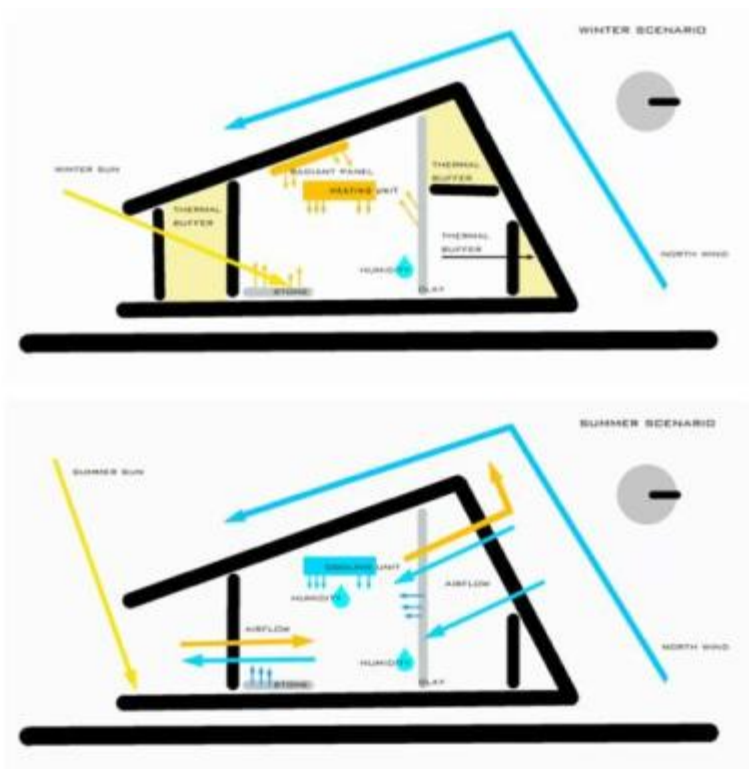 WINTER SCENARIO
WINTER SUN
THERMAL
BUFFER
RADIANT PANEL
HEATING UNIT
THERMAL
BUFFER
THERMAL
BUFFER
HUMIDITY
STONE
CLAY
NORTH WIND
SUMMER SCENARIO
SUMMER SUN
COOLING UNIT
HUMIDITY
AIRFLOW
AIRFLOW
HUMIDITY
STONE
CLAY
NORTH WIND